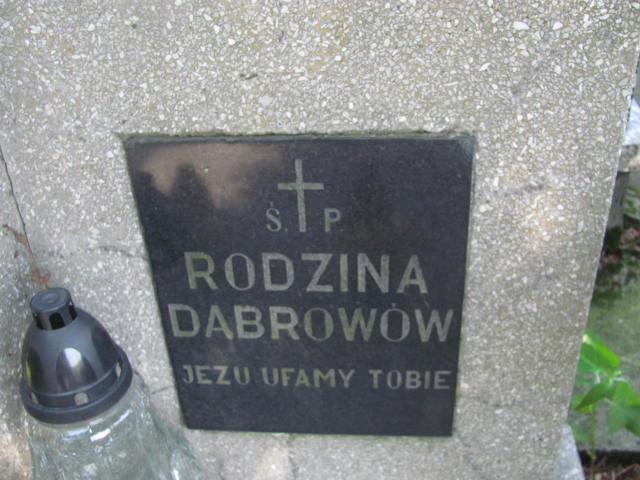 Ś. P.
RODZINA
DĄBROWÓW
JEZU UFAMY TOBIE